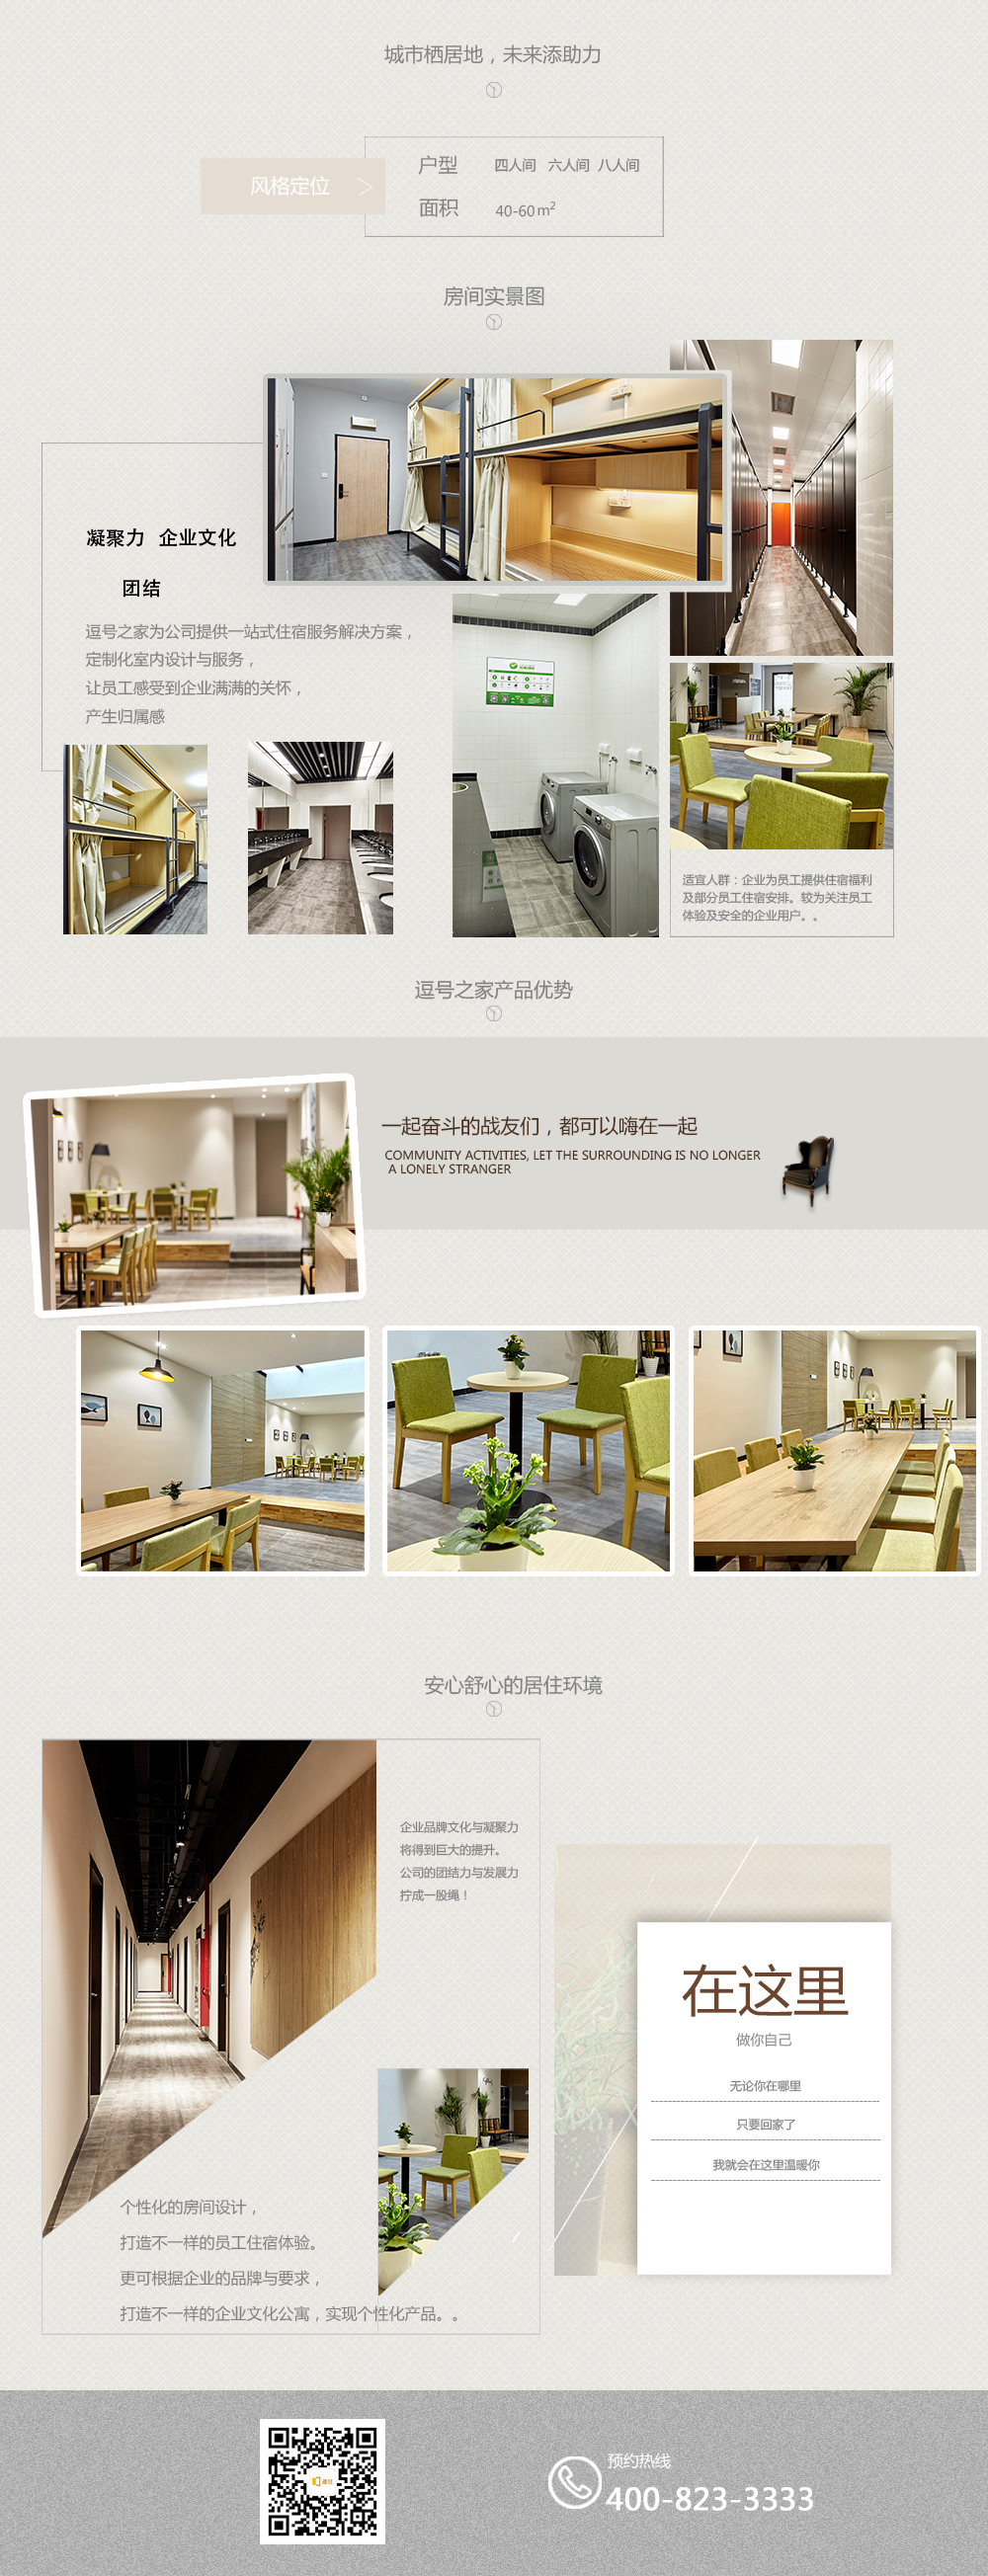 城市栖居地，未来添助力
风格定位 >
户型 四人间 六人间 八人间
面积 40-60m²
房间实景图
凝聚力 企业文化
团结
逗号之家为公司提供一站式住宿服务解决方案，
定制化室内设计与服务，
让员工感受到企业满满的关怀，
产生归属感
适宜人群：企业为员工提供住宿福利
及部分员工住宿安排。较为关注员工
体验及安全的企业用户。。
逗号之家产品优势
一起奋斗的战友们，都可以嗨在一起
COMMUNITY ACTIVITIES, LET THE SURROUNDING IS NO LONGER
A LONELY STRANGER
安心舒心的居住环境
企业品牌文化与凝聚力
将得到巨大的提升。
公司的团结力与发展力
拧成一股绳！
个性化的房间设计，
打造不一样的员工住宿体验。
更可根据企业的品牌与要求，
打造不一样的企业文化公寓，实现个性化产品。。
在这里
做你自己
无论你在哪里
只要回家了
我就会在这里温暖你
预约热线
400-823-3333